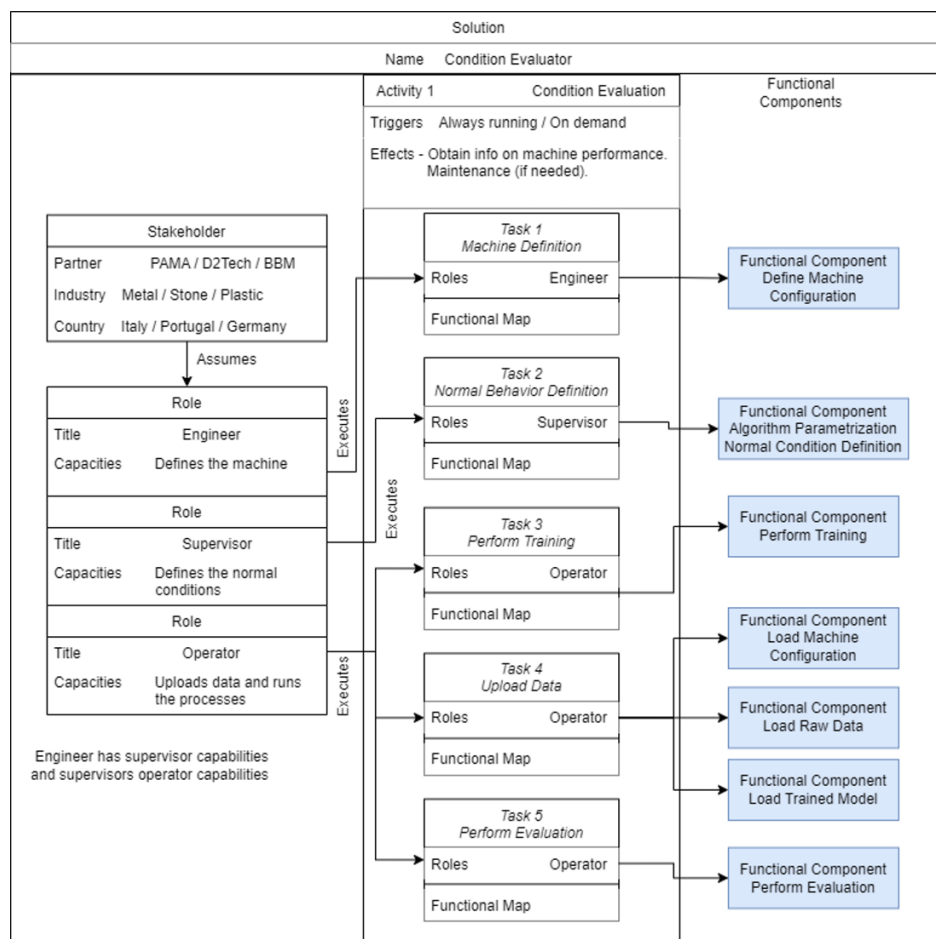 Solution
Name Condition Evaluator
Activity 1 Condition Evaluation
Triggers Always running / On demand
Effects - Obtain info on machine performance.
Maintenance (if needed).
Functional
Components
Stakeholder
Partner PAMA / D2Tech / BBM
Industry Metal / Stone / Plastic
Country Italy / Portugal / Germany
Assumes
Role
Title Engineer
Capacities Defines the machine
Role
Title Supervisor
Capacities Defines the normal
conditions
Role
Title Operator
Capacities Uploads data and runs
the processes
Engineer has supervisor capabilities
and supervisors operator capabilities
Executes
Executes
Executes
Task 1
Machine Definition
Roles Engineer
Functional Map
Task 2
Normal Behavior Definition
Roles Supervisor
Functional Map
Task 3
Perform Training
Roles Operator
Functional Map
Task 4
Upload Data
Roles Operator
Functional Map
Task 5
Perform Evaluation
Roles Operator
Functional Map
Functional Component
Define Machine
Configuration
Functional Component
Algorithm Parametrization
Normal Condition Definition
Functional Component
Perform Training
Functional Component
Load Machine
Configuration
Functional Component
Load Raw Data
Functional Component
Load Trained Model
Functional Component
Perform Evaluation